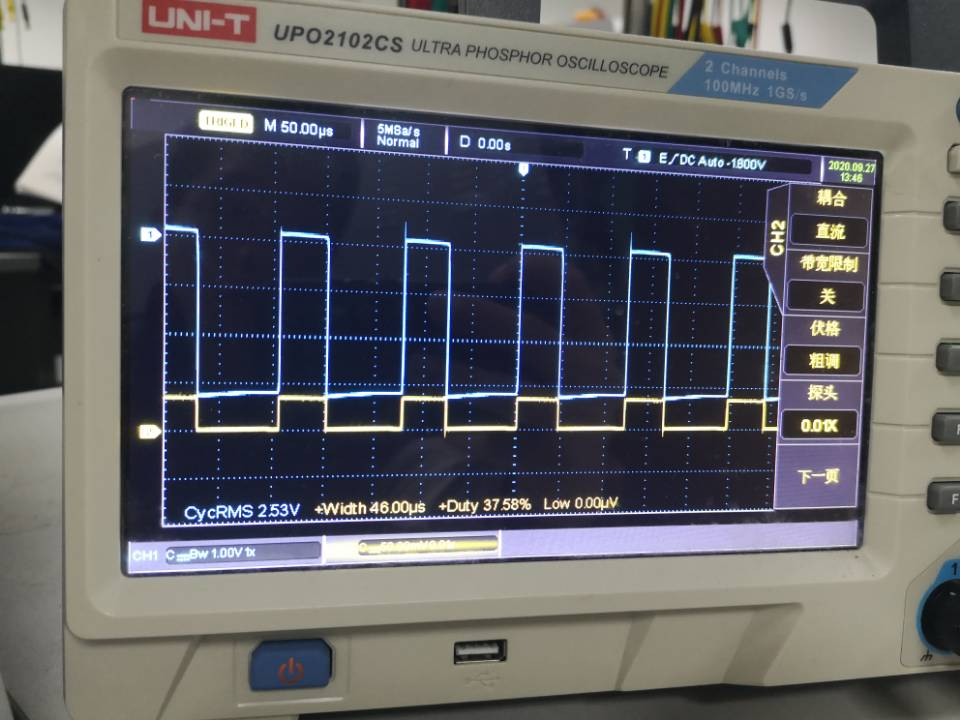 UNI-T
UPO2102CS ULTRA PHOSPHOR OSCILLOSCOPE
2 Channels
100MHz 1GS/s
TRIGED
M 50.00μs
5MSa/s
Normal
D 0.00s
T 1 E/DC Auto -1.800V
2020.09.27
13:46
CH2
耦合
直流
带宽限制
关
伏格
粗调
探头
0.01X
下一页
1
CycRMS 2.53V +Width 46.00μs +Duty 37.58% Low 0.00μV
CH1 C Bw 1.00V 1x
F
1